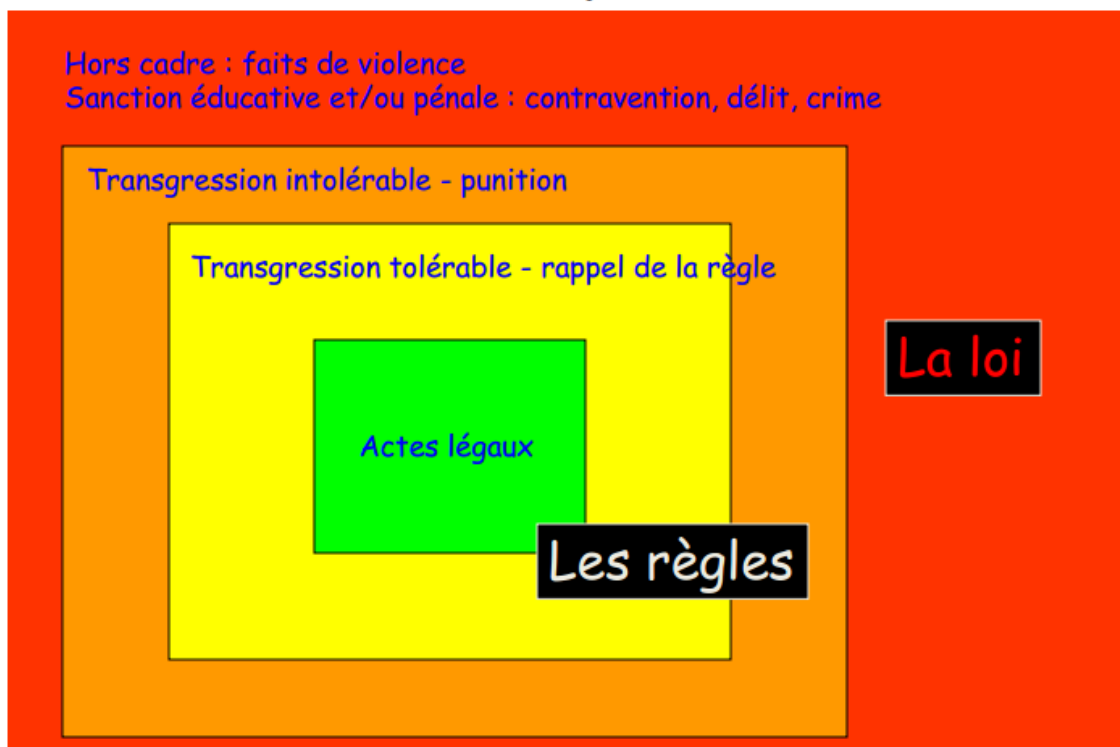 Hors cadre : faits de violence
Sanction éducative et/ou pénale : contravention, délit, crime
Transgression intolérable - punition
Transgression tolérable - rappel de la règle
La loi
Actes légaux
Les règles